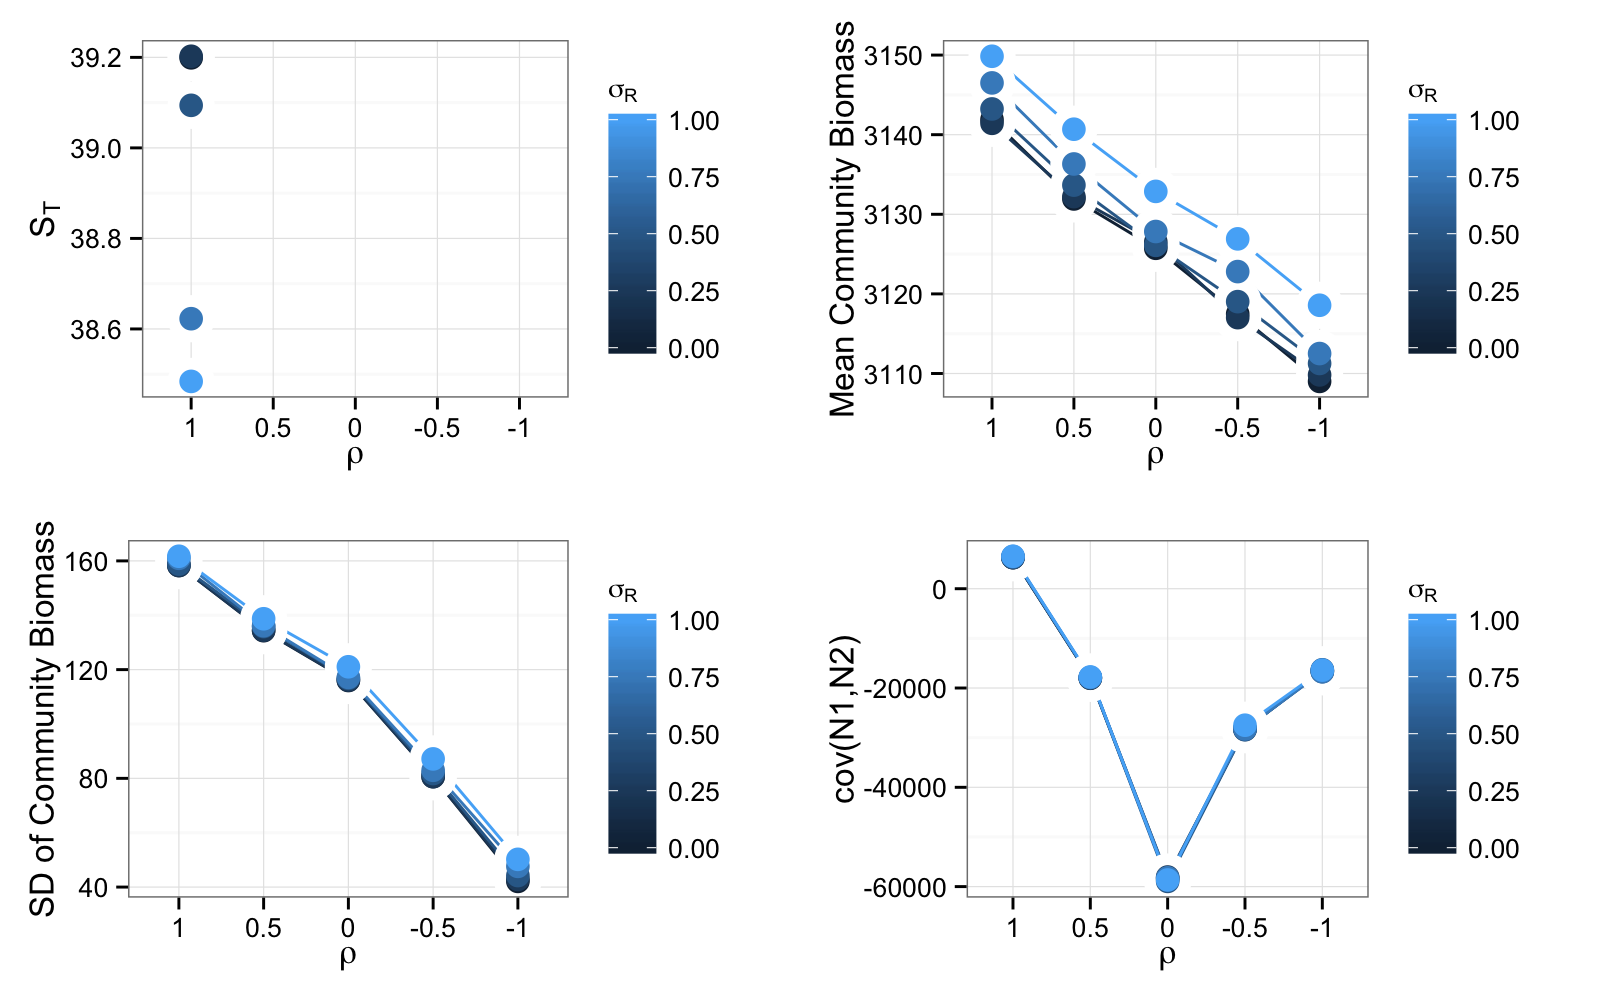 S_T
39.2
39.0
38.8
38.6
1 0.5 0 -0.5 -1
ρ
σ_R
1.00
0.75
0.50
0.25
0.00
Mean Community Biomass
3150
3140
3130
3120
3110
1 0.5 0 -0.5 -1
ρ
σ_R
1.00
0.75
0.50
0.25
0.00
SD of Community Biomass
160
120
80
40
1 0.5 0 -0.5 -1
ρ
σ_R
1.00
0.75
0.50
0.25
0.00
cov(N1,N2)
0
-20000
-40000
-60000
1 0.5 0 -0.5 -1
ρ
σ_R
1.00
0.75
0.50
0.25
0.00